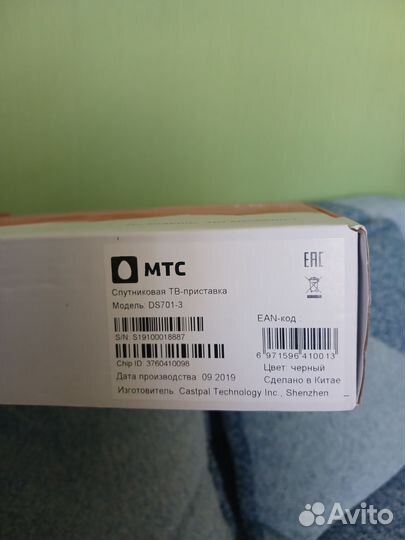 МТС
Спутниковая ТВ-приставка
Модель: DS701-3
S/N: S19100018887
Chip ID: 3760410098
Дата производства: 09.2019
Изготовитель: Castpal Technology Inc., Shenzhen
EAC
EAN-код :
6 971596 410013
Цвет: черный
Сделано в Китае
Avito